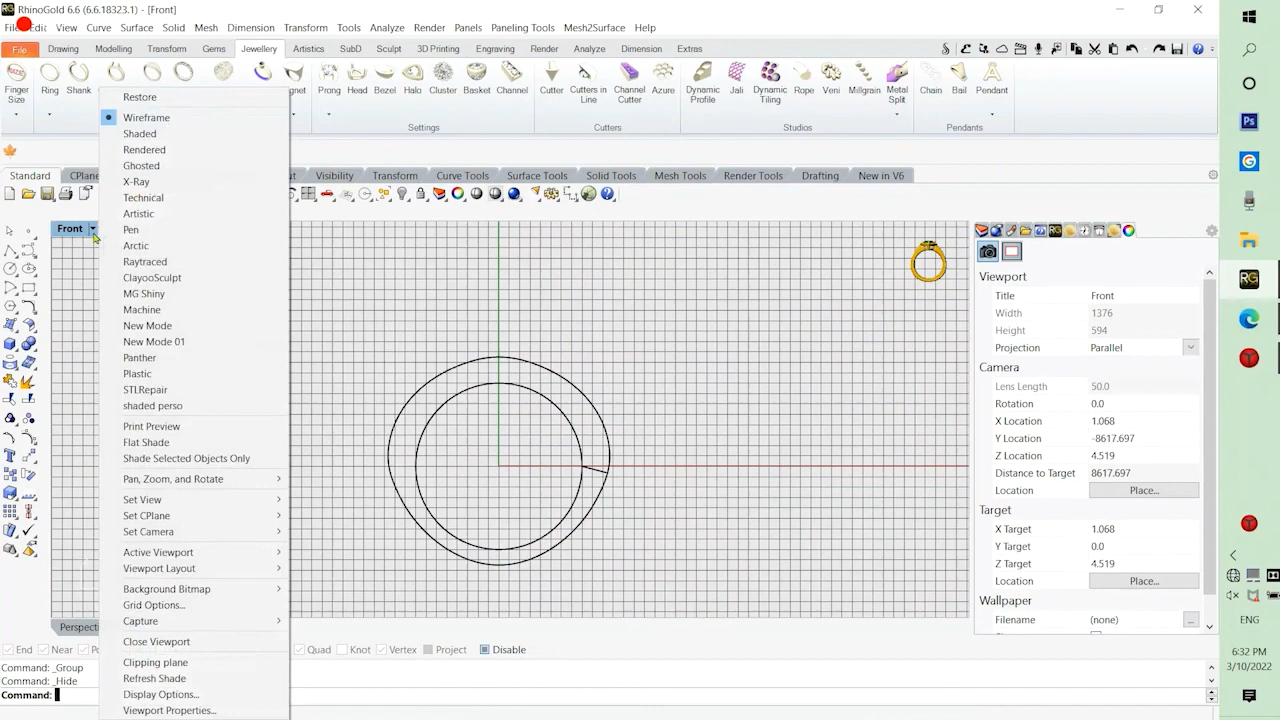 RG RhinoGold 6.6 (6.6.18323.1) - [Front]
Edit View Curve Surface Solid Mesh Dimension Transform Tools Analyze Render Panels Paneling Tools Mesh2Surface Help
File Drawing Modelling Transform Gems Jewellery Artistics SubD Sculpt 3D Printing Engraving Render Analyze Dimension Extras
Finger Size Ring Shank Prong Head Bezel Halo Cluster Basket Channel Cutter Cutters in Line Channel Cutter Azure Dynamic Profile Jali Dynamic Tiling Rope Veni Millgrain Metal Split Chain Bail Pendant
Settings Cutters Studios Pendants
Standard CPlane Visibility Transform Curve Tools Surface Tools Solid Tools Mesh Tools Render Tools Drafting New in V6
Front
Restore
Wireframe
Shaded
Rendered
Ghosted
X-Ray
Technical
Artistic
Pen
Arctic
Raytraced
ClayooSculpt
MG Shiny
Machine
New Mode
New Mode 01
Panther
Plastic
STLRepair
shaded perso
Print Preview
Flat Shade
Shade Selected Objects Only
Pan, Zoom, and Rotate
Set View
Set CPlane
Set Camera
Active Viewport
Viewport Layout
Background Bitmap
Grid Options...
Capture
Close Viewport
Clipping plane
Refresh Shade
Display Options...
Viewport Properties...
Viewport
Title Front
Width 1376
Height 594
Projection Parallel
Camera
Lens Length 50.0
Rotation 0.0
X Location 1.068
Y Location -8617.697
Z Location 4.519
Distance to Target 8617.697
Location Place...
Target
X Target 1.068
Y Target 0.0
Z Target 4.519
Location Place...
Wallpaper
Filename (none) ...
End Near Quad Knot Vertex Project Disable
Command: _Group
Command: _Hide
Command:
Ps
RG
ENG
6:32 PM
3/10/2022